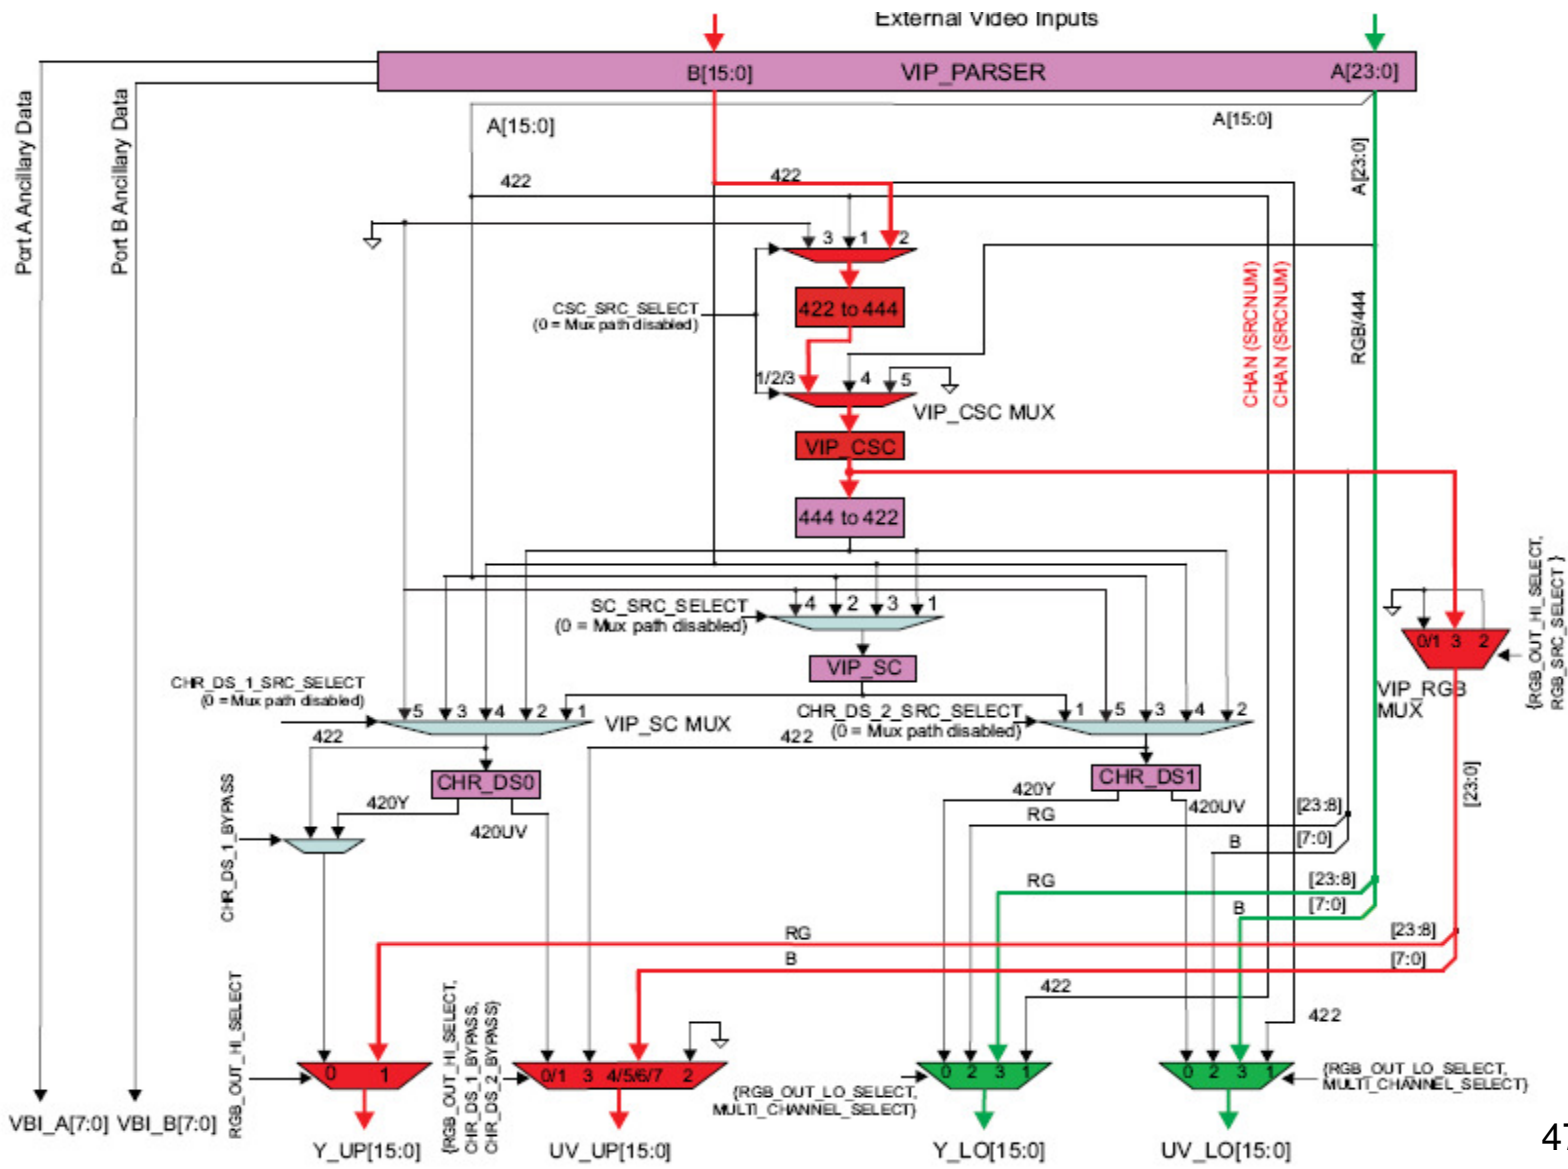 External Video Inputs
B[15:0]
VIP_PARSER
A[23:0]
A[15:0]
A[15:0]
Port A Ancillary Data
Port B Ancillary Data
A[23:0]
422
422
3 1 2
CSC_SRC_SELECT
(0 = Mux path disabled)
422 to 444
CHAN (SRCNUM)
CHAN (SRCNUM)
RGB/444
1/2/3 4 5
VIP_CSC MUX
VIP_CSC
444 to 422
SC_SRC_SELECT
(0 = Mux path disabled)
4 2 3 1
VIP_SC
0/1 3 2
{RGB_OUT_HI_SELECT,
RGB_SRC_SELECT }
VIP_RGB
MUX
CHR_DS_1_SRC_SELECT
(0 = Mux path disabled)
5 3 4 2 1
VIP_SC MUX
CHR_DS_2_SRC_SELECT
(0 = Mux path disabled)
1 5 3 4 2
422
422
CHR_DS0
CHR_DS1
[23:0]
420Y
420UV
420Y
420UV
RG
[23:8]
B
[7:0]
CHR_DS_1_BYPASS
RG
[23:8]
B
[7:0]
RG
[23:8]
B
[7:0]
422
422
RGB_OUT_HI_SELECT
{RGB_OUT_HI_SELECT,
CHR_DS_1_BYPASS,
CHR_DS_2_BYPASS}
0 1
0/1 3 4/5/6/7 2
0 2 3 1
0 2 3 1
{RGB_OUT_LO_SELECT,
MULTI_CHANNEL_SELECT}
{RGB_OUT_LO_SELECT,
MULTI_CHANNEL_SELECT}
VBI_A[7:0]
VBI_B[7:0]
Y_UP[15:0]
UV_UP[15:0]
Y_LO[15:0]
UV_LO[15:0]